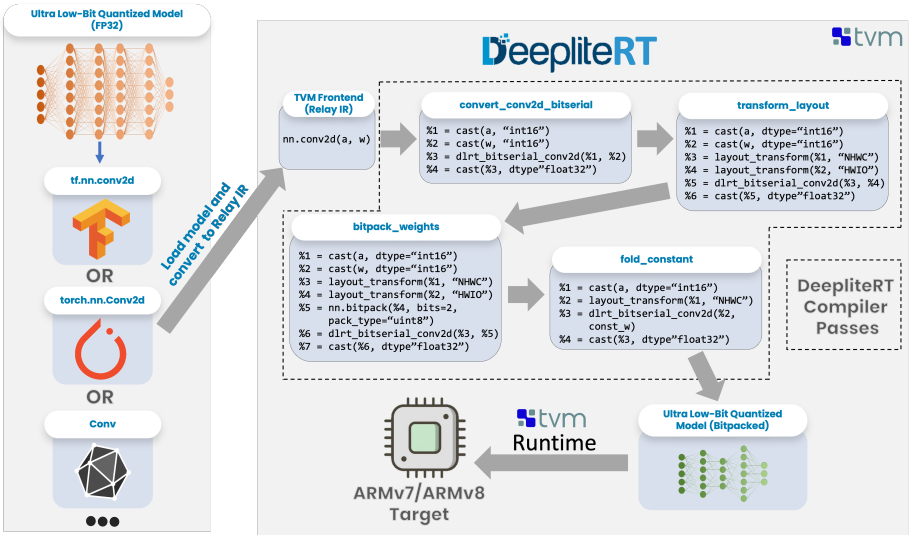 Ultra Low-Bit Quantized Model
(FP32)
tf.nn.conv2d
OR
torch.nn.Conv2d
OR
Conv
Load model and
convert to Relay IR
DeepliteRT
tvm
TVM Frontend
(Relay IR)
nn.conv2d(a, w)
convert_conv2d_bitserial
%1 = cast(a, “int16”)
%2 = cast(w, “int16”)
%3 = dlrt_bitserial_conv2d(%1, %2)
%4 = cast(%3, dtype”float32”)
transform_layout
%1 = cast(a, dtype=“int16”)
%2 = cast(w, dtype=“int16”)
%3 = layout_transform(%1, “NHWC”)
%4 = layout_transform(%2, “HWIO”)
%5 = dlrt_bitserial_conv2d(%3, %4)
%6 = cast(%5, dtype”float32”)
bitpack_weights
%1 = cast(a, dtype=“int16”)
%2 = cast(w, dtype=“int16”)
%3 = layout_transform(%1, “NHWC”)
%4 = layout_transform(%2, “HWIO”)
%5 = nn.bitpack(%4, bits=2,
pack_type=“uint8”)
%6 = dlrt_bitserial_conv2d(%3, %5)
%7 = cast(%6, dtype”float32”)
fold_constant
%1 = cast(a, dtype=“int16”)
%2 = layout_transform(%1, “NHWC”)
%3 = dlrt_bitserial_conv2d(%2,
const_w)
%4 = cast(%3, dtype”float32”)
DeepliteRT
Compiler
Passes
Ultra Low-Bit Quantized
Model (Bitpacked)
tvm
Runtime
ARMv7/ARMv8
Target